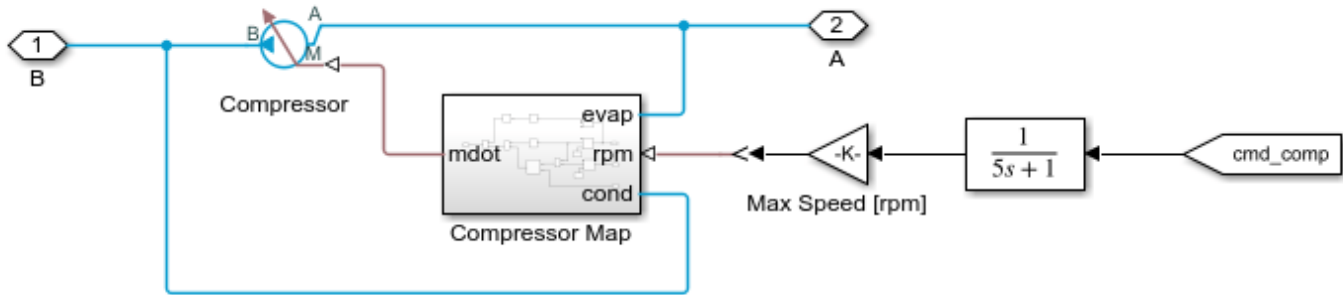 1
B
B
A
M
Compressor
2
A
evap
mdot
rpm
cond
Compressor Map
-K-
Max Speed [rpm]
1
5s + 1
cmd_comp